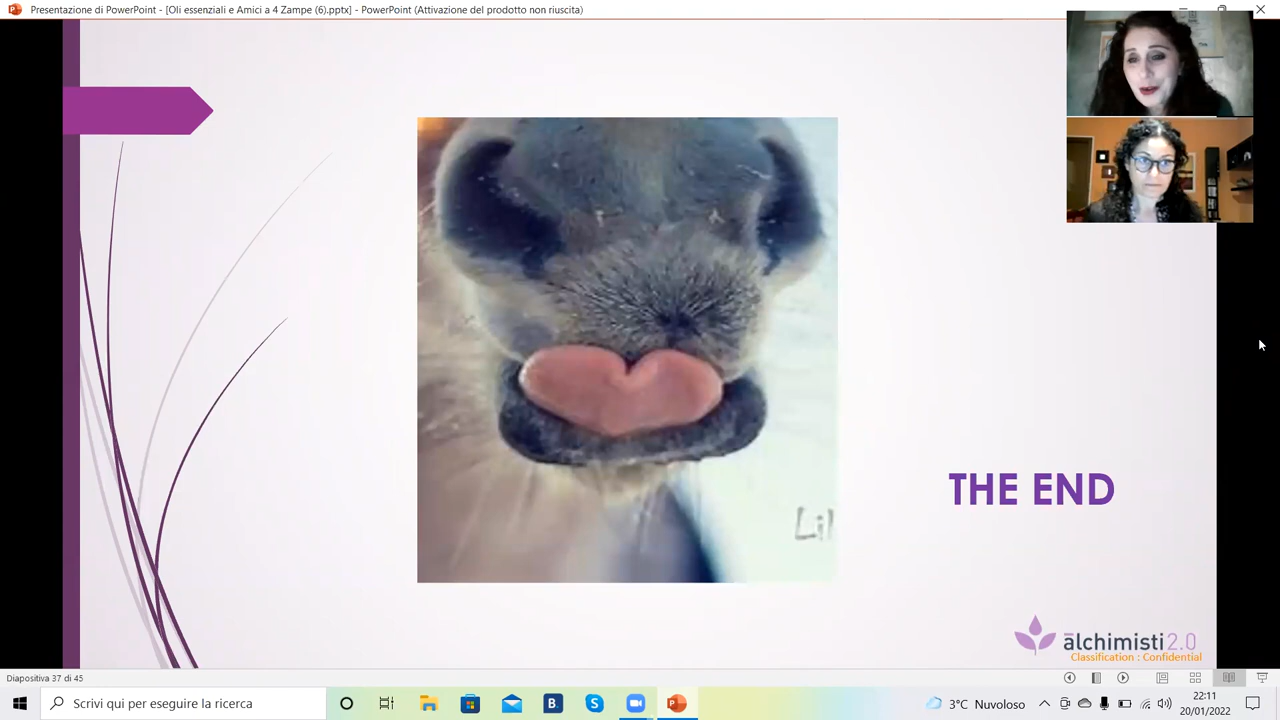 Presentazione di PowerPoint - [Oli essenziali e Amici a 4 Zampe (6).pptx] - PowerPoint (Attivazione del prodotto non riuscita)
Lil
THE END
ālchimisti2.0
Classification : Confidential
Diapositiva 37 di 45
Scrivi qui per eseguire la ricerca
B.
3°C Nuvoloso
22:11
20/01/2022